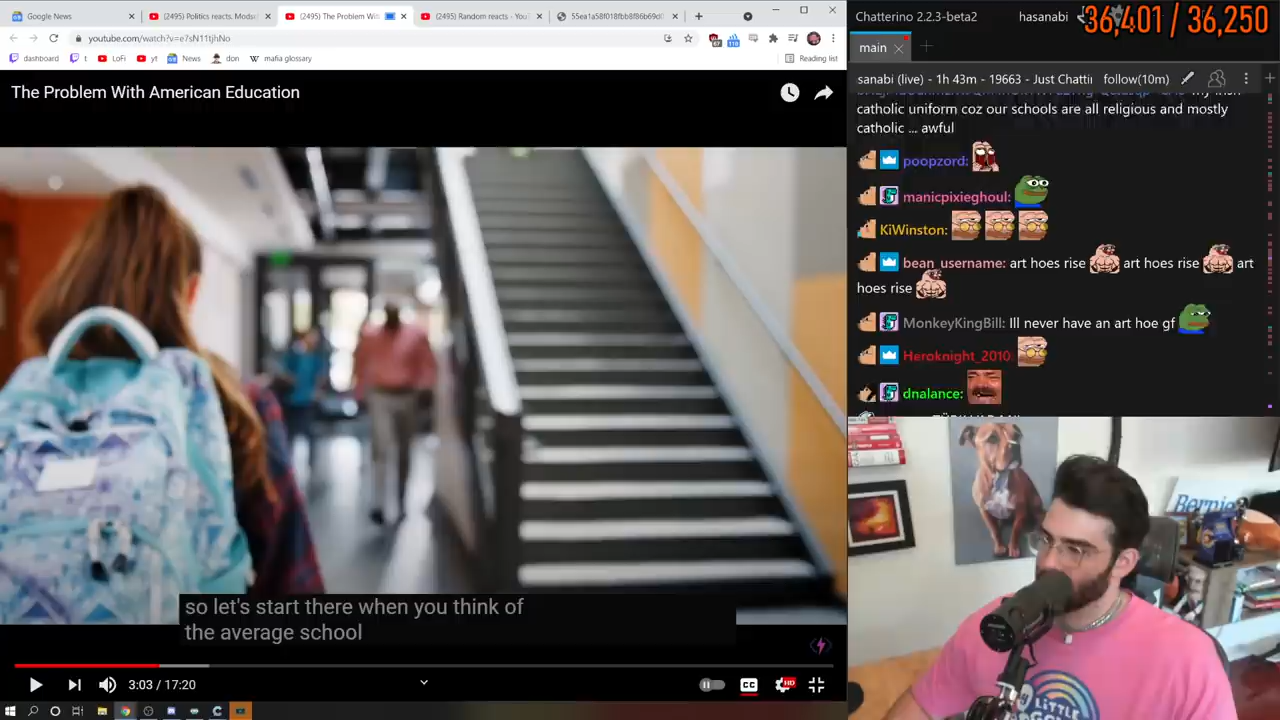 Google News
(2495) Politics reacts. Mods:
(2495) The Problem With
(2495) Random reacts - You
55ea1a58f018fbb8f86b69d
youtube.com/watch?v=e7sN11tjhNo
dashboard
t
LoFi
yt
News
don
mafia glossary
Reading list
The Problem With American Education
so let's start there when you think of
the average school
3:03 / 17:20
CC
HD
Chatterino 2.2.3-beta2
hasanabi
36,401 / 36,250
main
sanabi (live) - 1h 43m - 19663 - Just Chatti
follow(10m)
catholic uniform coz our schools are all religious and mostly
catholic ... awful
poopzord:
manicpixieghoul:
KiWinston:
bean_username: art hoes rise art hoes rise art
hoes rise
MonkeyKingBill: Ill never have an art hoe gf
Heroknight_2010:
dnalance:
Bernie
LITTLE